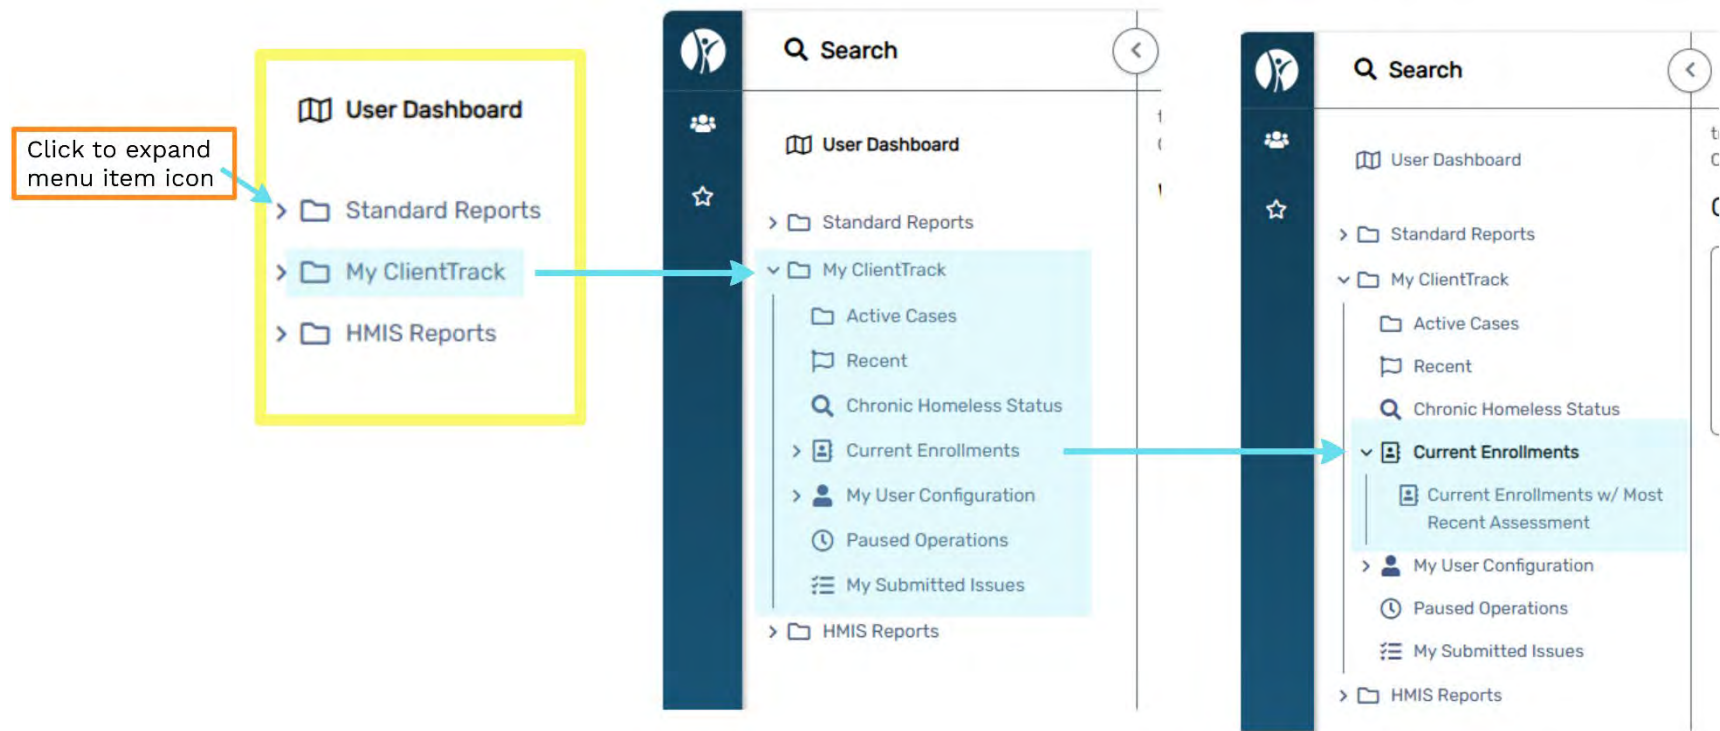 Click to expand
menu item icon
User Dashboard
Standard Reports
My ClientTrack
HMIS Reports
Search
User Dashboard
Standard Reports
My ClientTrack
Active Cases
Recent
Chronic Homeless Status
Current Enrollments
My User Configuration
Paused Operations
My Submitted Issues
HMIS Reports
Search
User Dashboard
Standard Reports
My ClientTrack
Active Cases
Recent
Chronic Homeless Status
Current Enrollments
Current Enrollments w/ Most
Recent Assessment
My User Configuration
Paused Operations
My Submitted Issues
HMIS Reports